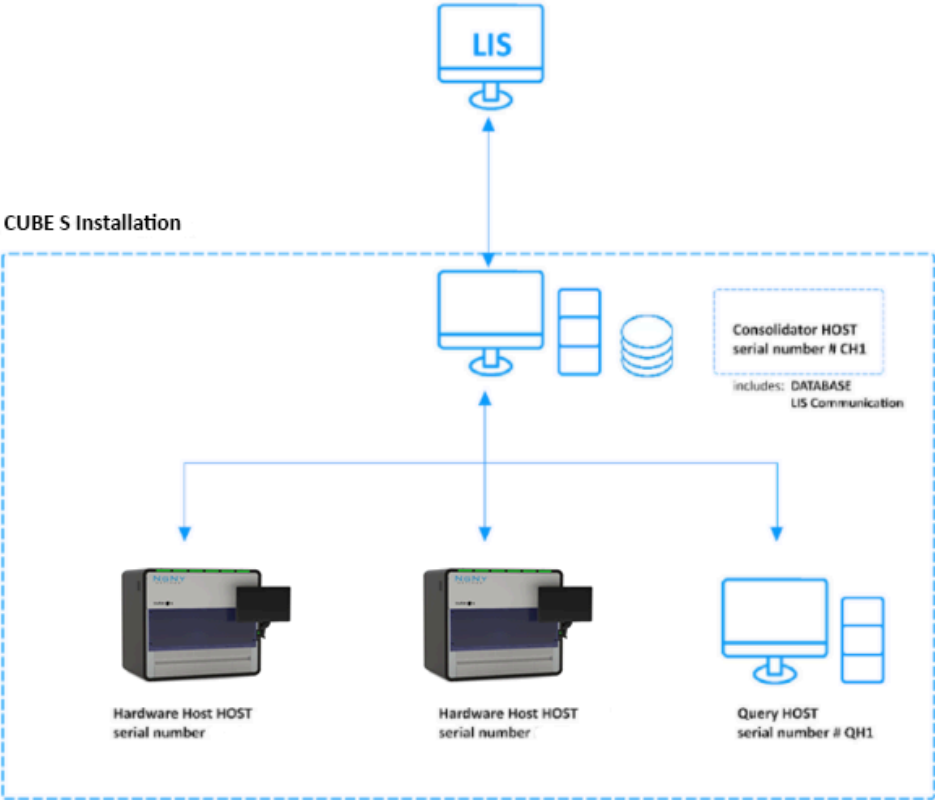 LIS
CUBE S Installation
Consolidator HOST
serial number # CH1
includes: DATABASE
LIS Communication
Hardware Host HOST
serial number
Hardware Host HOST
serial number
Query HOST
serial number # QH1